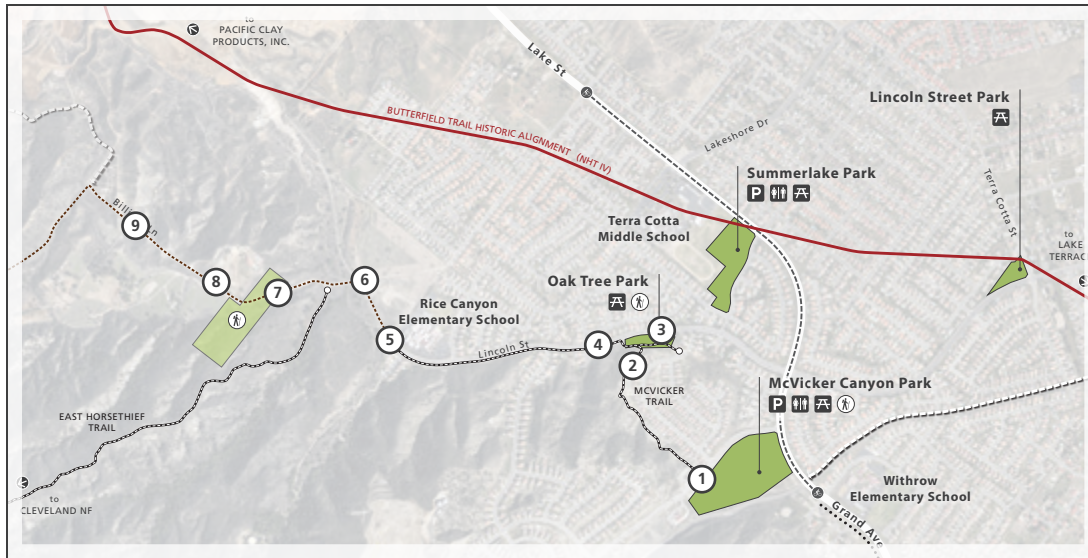 to
PACIFIC CLAY
PRODUCTS, INC.
Lake St
Lincoln Street Park
BUTTERFIELD TRAIL HISTORIC ALIGNMENT (NHT IV)
Lakeshore Dr
Summerlake Park
P
Terra Cotta St
Terra Cotta
Middle School
to
LAKE
TERRAC
9
8
7
6
Oak Tree Park
Rice Canyon
Elementary School
5
Lincoln St
4
3
2
MCVICKER
TRAIL
McVicker Canyon Park
P
EAST HORSETHIEF
TRAIL
1
Withrow
Elementary School
to
CLEVELAND NF
Grand Ave